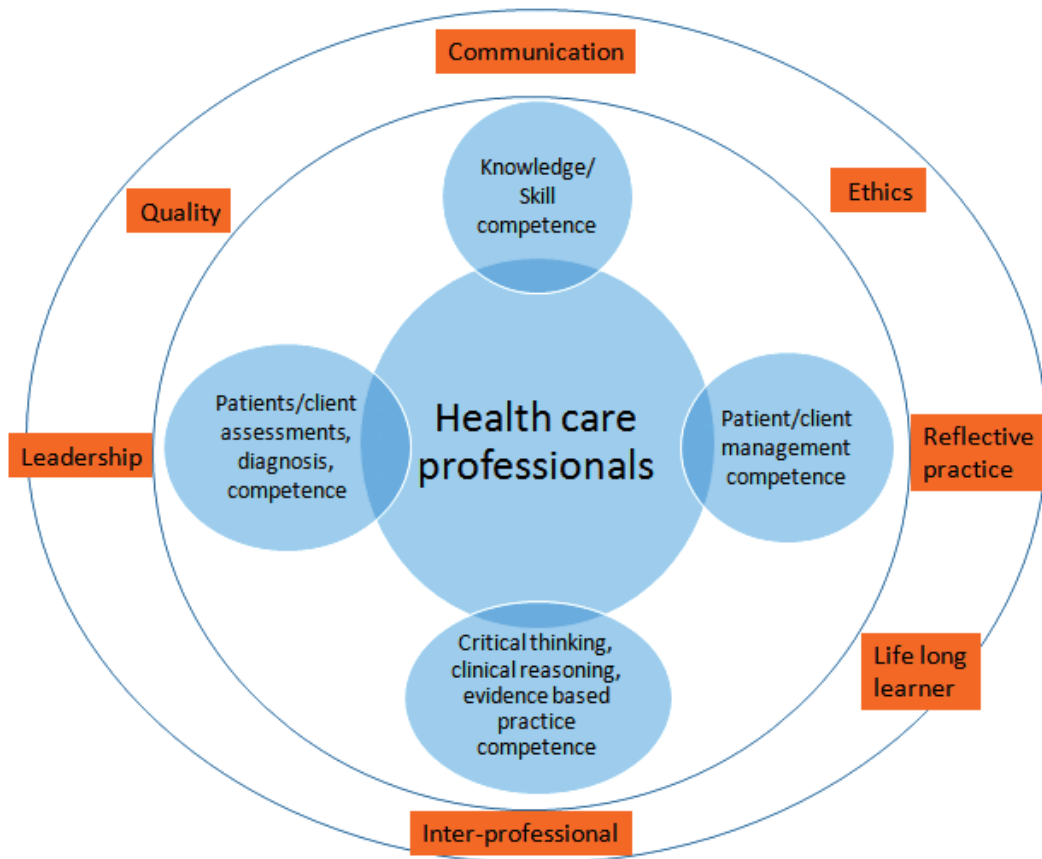 Communication
Knowledge/
Skill
competence
Quality
Ethics
Patients/client
assessments,
diagnosis,
competence
Health care
professionals
Patient/client
management
competence
Leadership
Reflective
practice
Critical thinking,
clinical reasoning,
evidence based
practice
competence
Life long
learner
Inter-professional